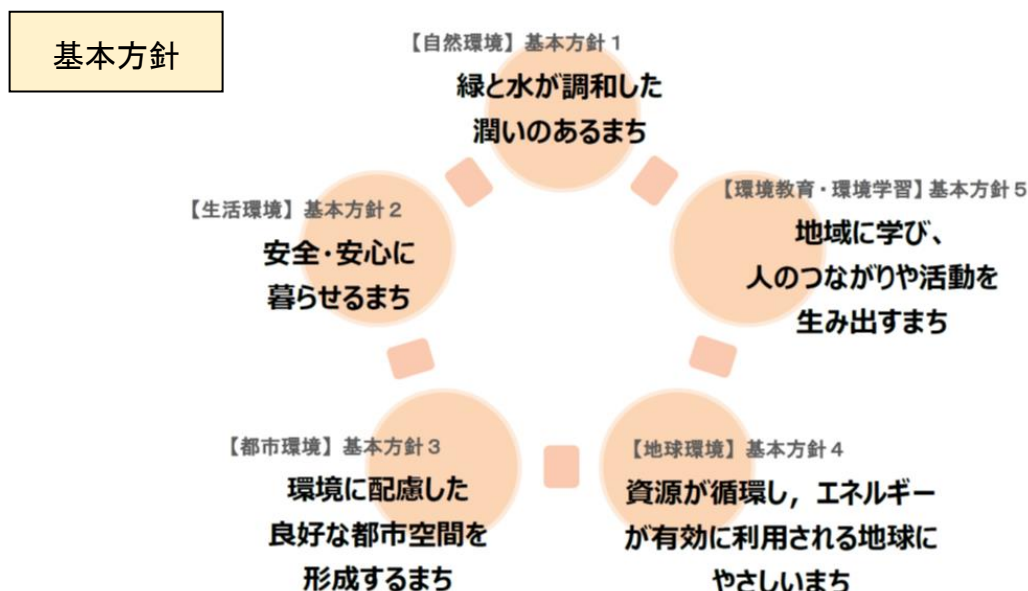 基本方針
【自然環境】基本方針1
緑と水が調和した
潤いのあるまち
【生活環境】基本方針2
安全・安心に
暮らせるまち
【都市環境】基本方針3
環境に配慮した
良好な都市空間を
形成するまち
【地球環境】基本方針4
資源が循環し，エネルギー
が有効に利用される地球に
やさしいまち
【環境教育・環境学習】基本方針5
地域に学び、
人のつながりや活動を
生み出すまち